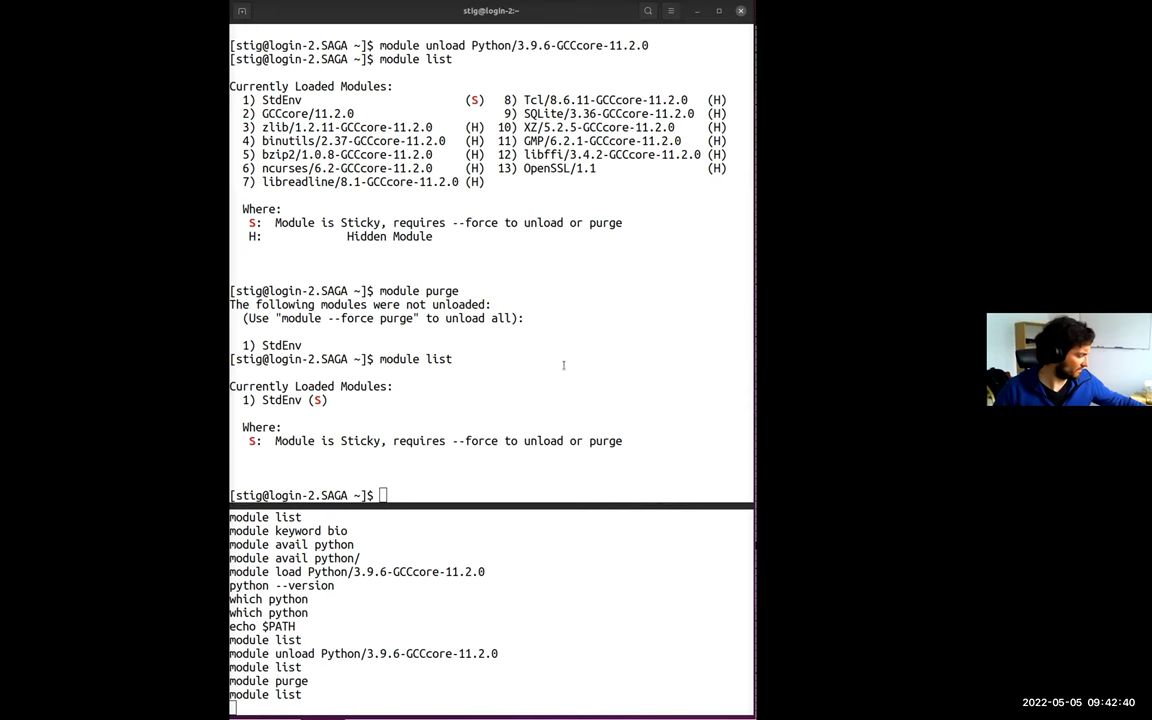 stig@login-2:~
[stig@login-2.SAGA ~]$ module unload Python/3.9.6-GCCcore-11.2.0
[stig@login-2.SAGA ~]$ module list
Currently Loaded Modules:
1) StdEnv (S) 8) Tcl/8.6.11-GCCcore-11.2.0 (H)
2) GCCcore/11.2.0 9) SQLite/3.36-GCCcore-11.2.0 (H)
3) zlib/1.2.11-GCCcore-11.2.0 (H) 10) XZ/5.2.5-GCCcore-11.2.0 (H)
4) binutils/2.37-GCCcore-11.2.0 (H) 11) GMP/6.2.1-GCCcore-11.2.0 (H)
5) bzip2/1.0.8-GCCcore-11.2.0 (H) 12) libffi/3.4.2-GCCcore-11.2.0 (H)
6) ncurses/6.2-GCCcore-11.2.0 (H) 13) OpenSSL/1.1 (H)
7) libreadline/8.1-GCCcore-11.2.0 (H)
Where:
S: Module is Sticky, requires --force to unload or purge
H: Hidden Module
[stig@login-2.SAGA ~]$ module purge
The following modules were not unloaded:
(Use "module --force purge" to unload all):
1) StdEnv
[stig@login-2.SAGA ~]$ module list
Currently Loaded Modules:
1) StdEnv (S)
Where:
S: Module is Sticky, requires --force to unload or purge
[stig@login-2.SAGA ~]$
module list
module keyword bio
module avail python
module avail python/
module load Python/3.9.6-GCCcore-11.2.0
python --version
which python
which python
echo $PATH
module list
module unload Python/3.9.6-GCCcore-11.2.0
module list
module purge
module list
2022-05-05 09:42:40